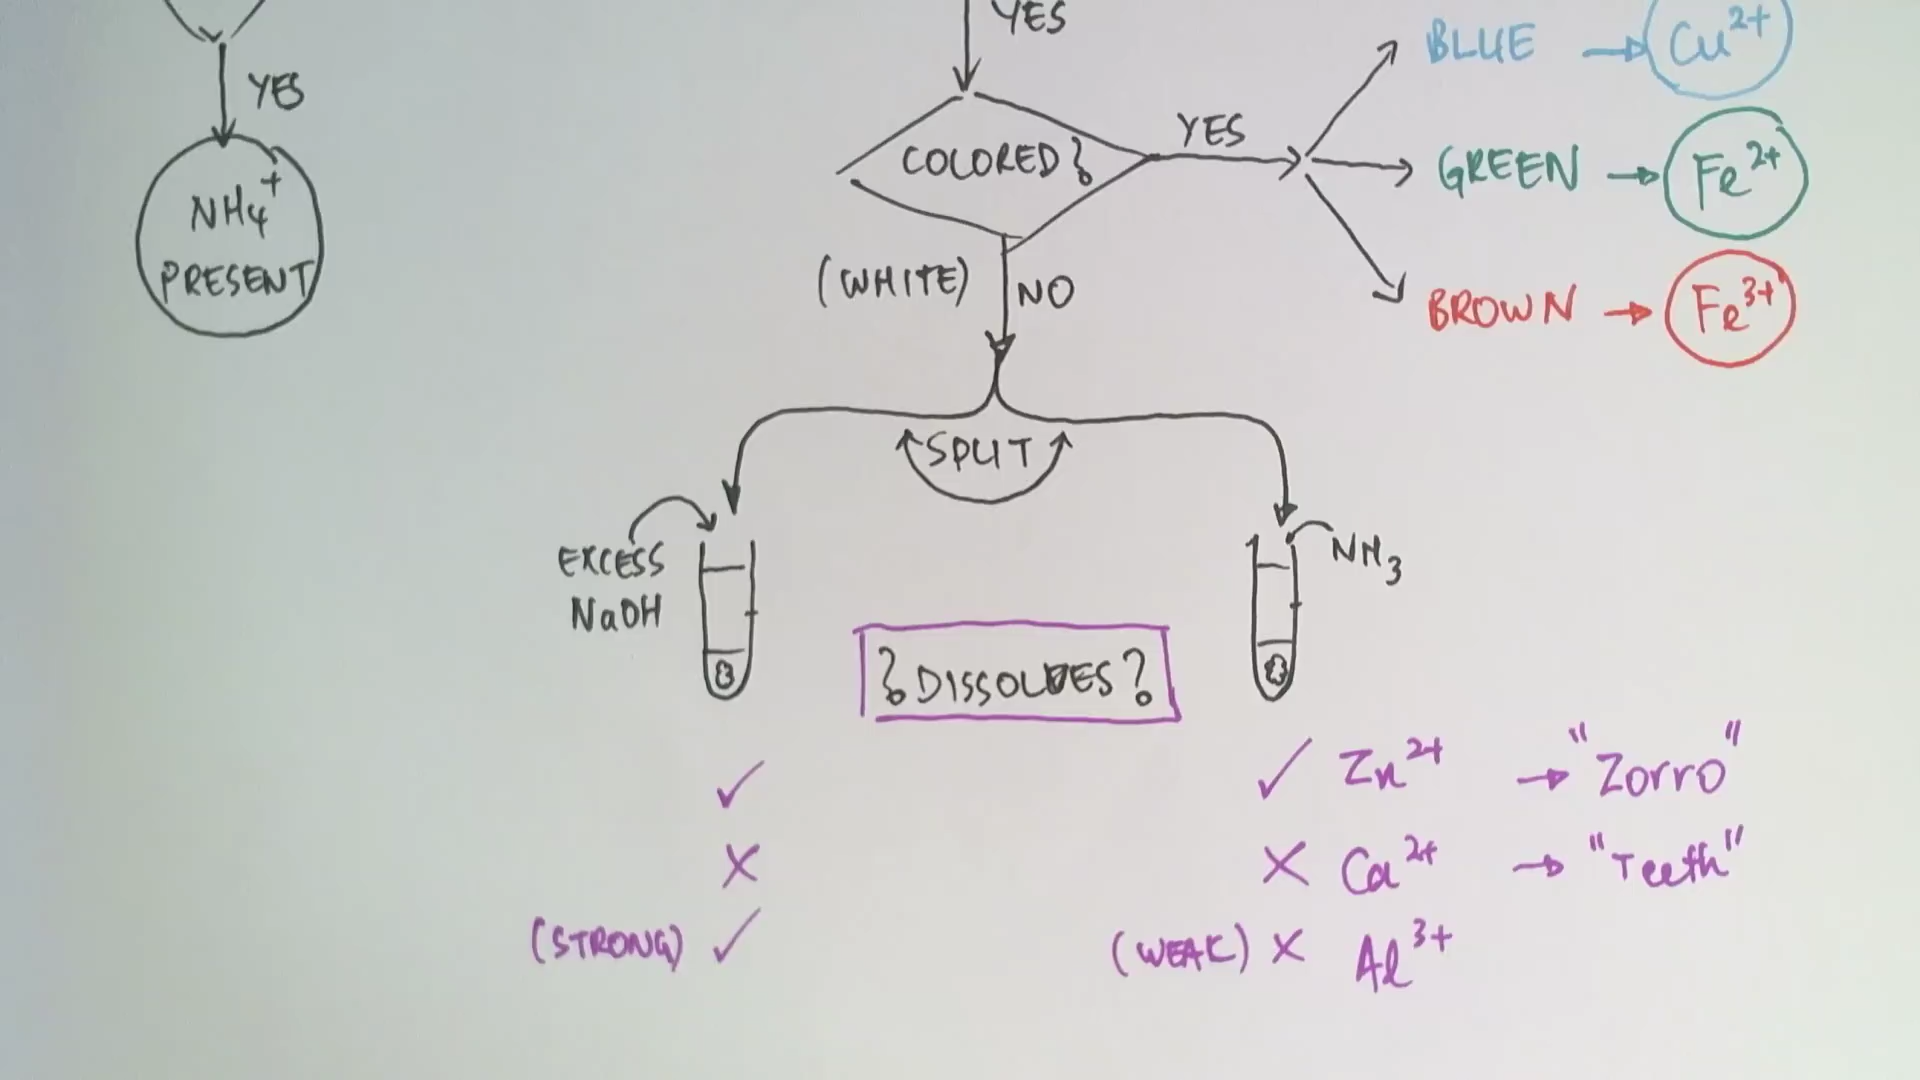 YES
YES
NH4+
PRESENT
COLORED?
YES
BLUE → Cu2+
GREEN → Fe2+
BROWN → Fe3+
(WHITE) NO
SPLIT
EXCESS
NaOH
NH3
?DISSOLVES?
✓ ✓ Zn2+ → "Zorro"
X X Ca2+ → "Teeth"
(STRONG) ✓ (WEAK) X Al3+